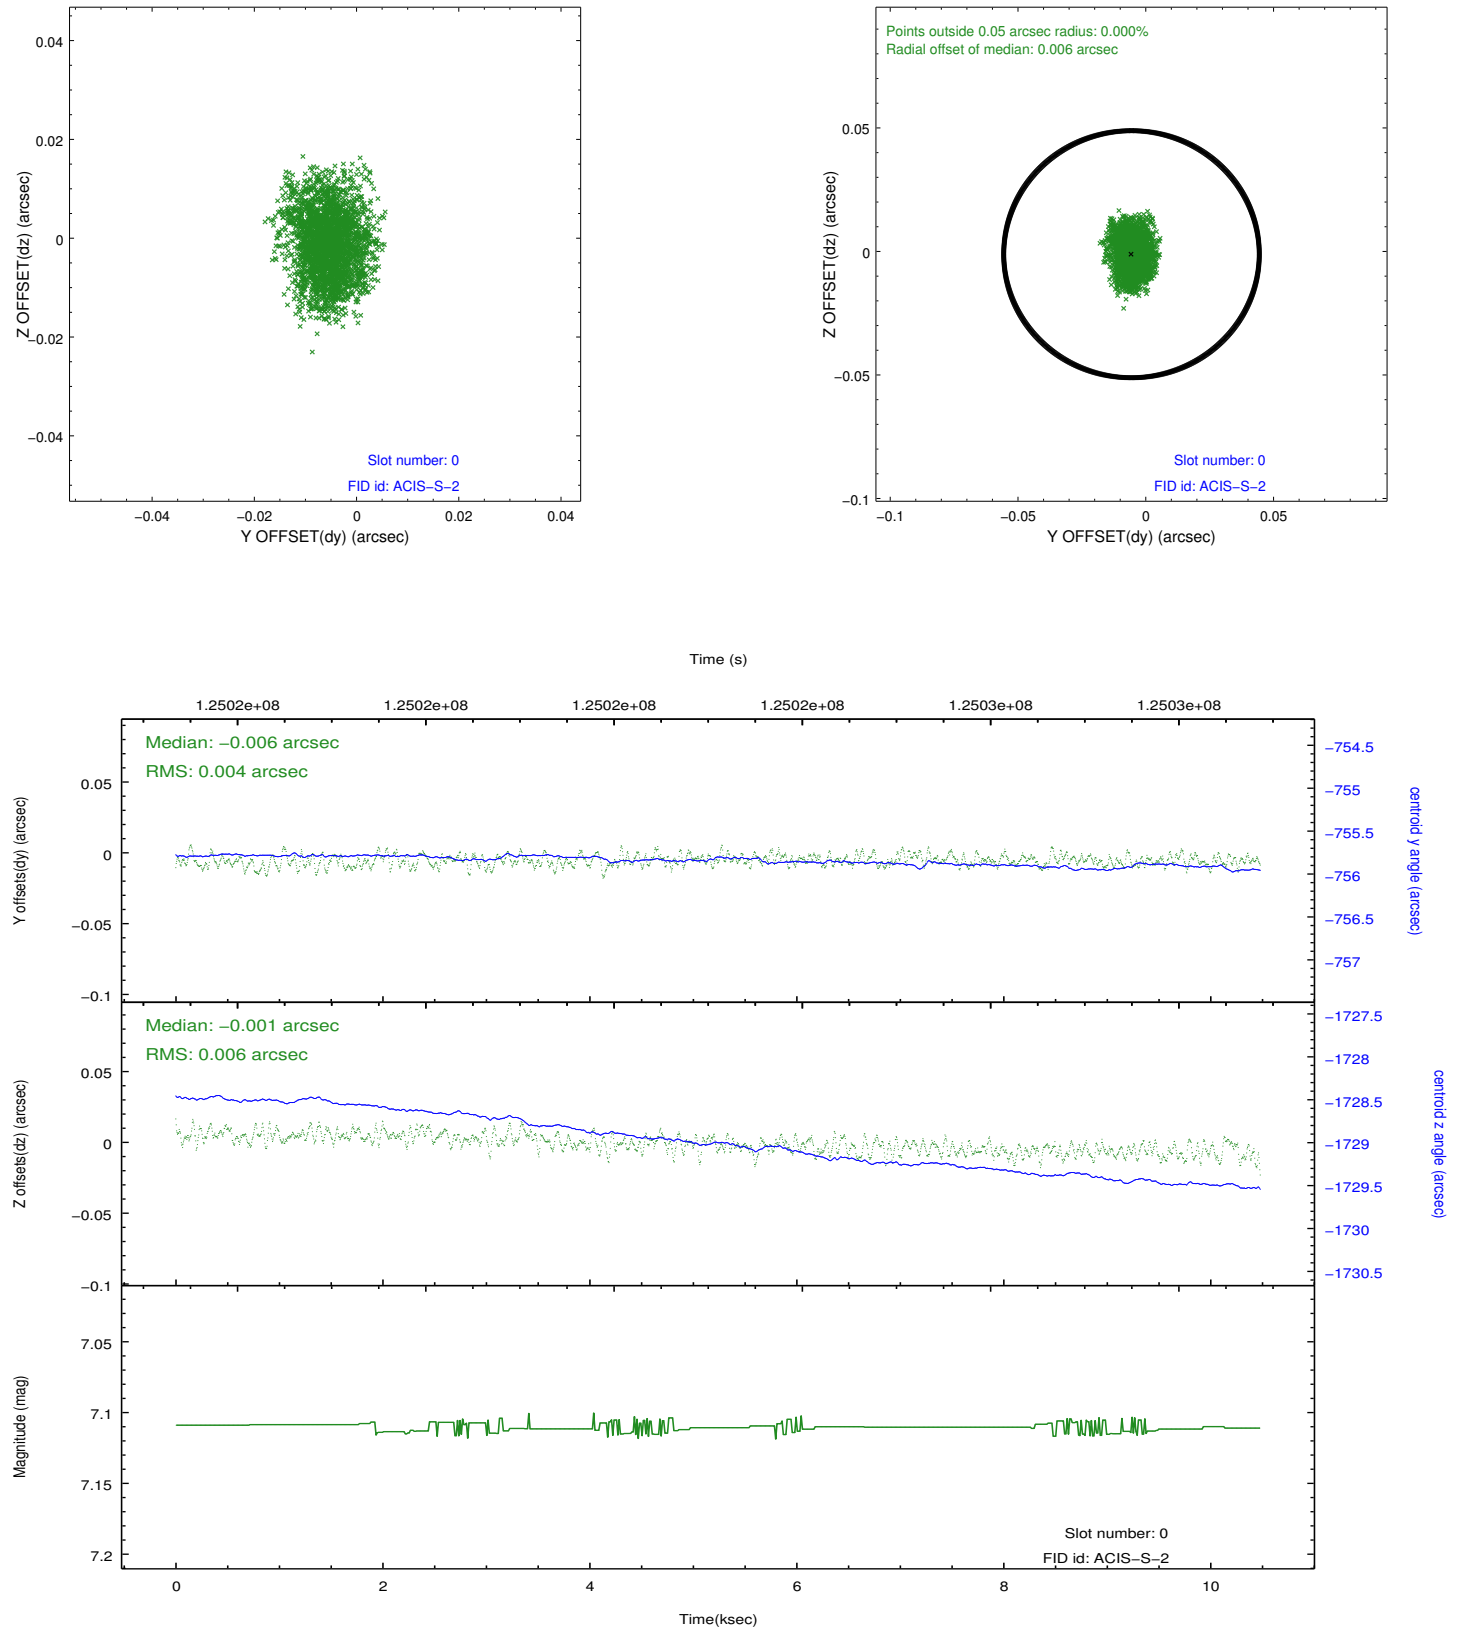 0.04
0.02
0
−0.02
−0.04
Z OFFSET(dz) (arcsec)
Slot number: 0
FID id: ACIS−S−2
−0.04
−0.02
0
0.02
0.04
Y OFFSET(dy) (arcsec)
Points outside 0.05 arcsec radius: 0.000%
Radial offset of median: 0.006 arcsec
0.05
0
−0.05
−0.1
Z OFFSET(dz) (arcsec)
Slot number: 0
FID id: ACIS−S−2
−0.1
−0.05
0
0.05
Y OFFSET(dy) (arcsec)
Time (s)
1.2502e+08
1.2502e+08
1.2502e+08
1.2502e+08
1.2503e+08
1.2503e+08
Median: −0.006 arcsec
RMS: 0.004 arcsec
0.05
0
−0.05
−0.1
Y offsets(dy) (arcsec)
−754.5
−755
−755.5
−756
−756.5
−757
centroid y angle (arcsec)
Median: −0.001 arcsec
RMS: 0.006 arcsec
0.05
0
−0.05
−0.1
Z offsets(dz) (arcsec)
−1727.5
−1728
−1728.5
−1729
−1729.5
−1730
−1730.5
centroid z angle (arcsec)
7.05
7.1
7.15
7.2
Magnitude (mag)
Slot number: 0
FID id: ACIS−S−2
0
2
4
6
8
10
Time(ksec)